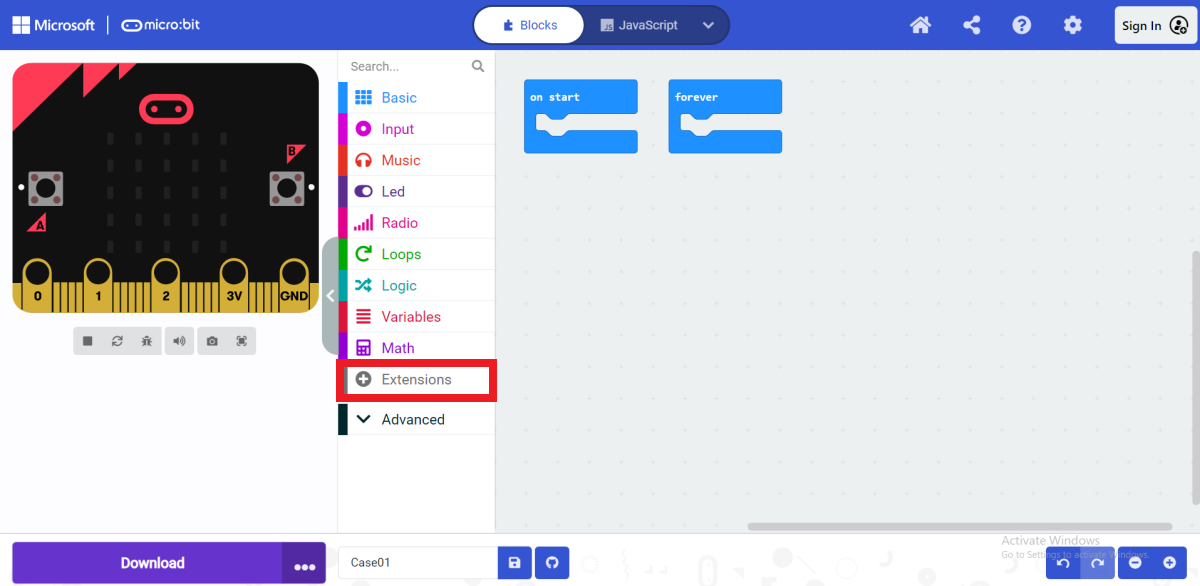 Microsoft micro:bit
Blocks
JS JavaScript
Sign In
Search...
Basic
Input
Music
Led
Radio
Loops
Logic
Variables
Math
Extensions
Advanced
B
A
0 1 2 3V GND
on start
forever
Download
Case01
Activate Windows
Go to Settings to activate Windows.